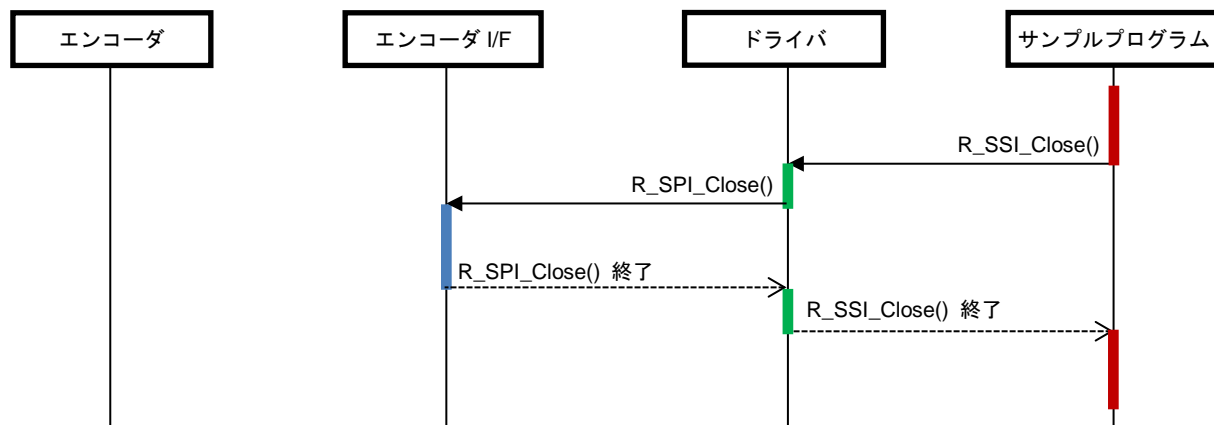 エンコーダ
エンコーダ I/F
ドライバ
サンプルプログラム
R_SSI_Close()
R_SPI_Close()
R_SPI_Close() 終了
R_SSI_Close() 終了